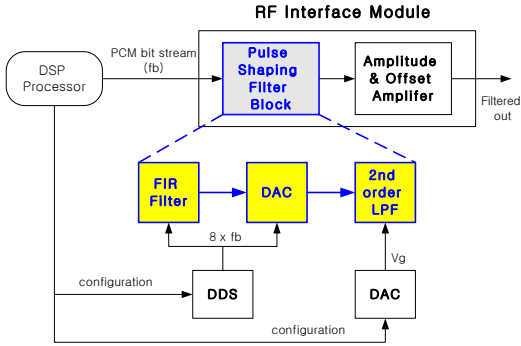 RF Interface Module
DSP
Processor
PCM bit stream
(fb)
Pulse
Shaping
Filter
Block
Amplitude
& Offset
Amplifer
Filtered
out
FIR
Filter
DAC
2nd
order
LPF
8 x fb
Vg
configuration
DDS
DAC
configuration